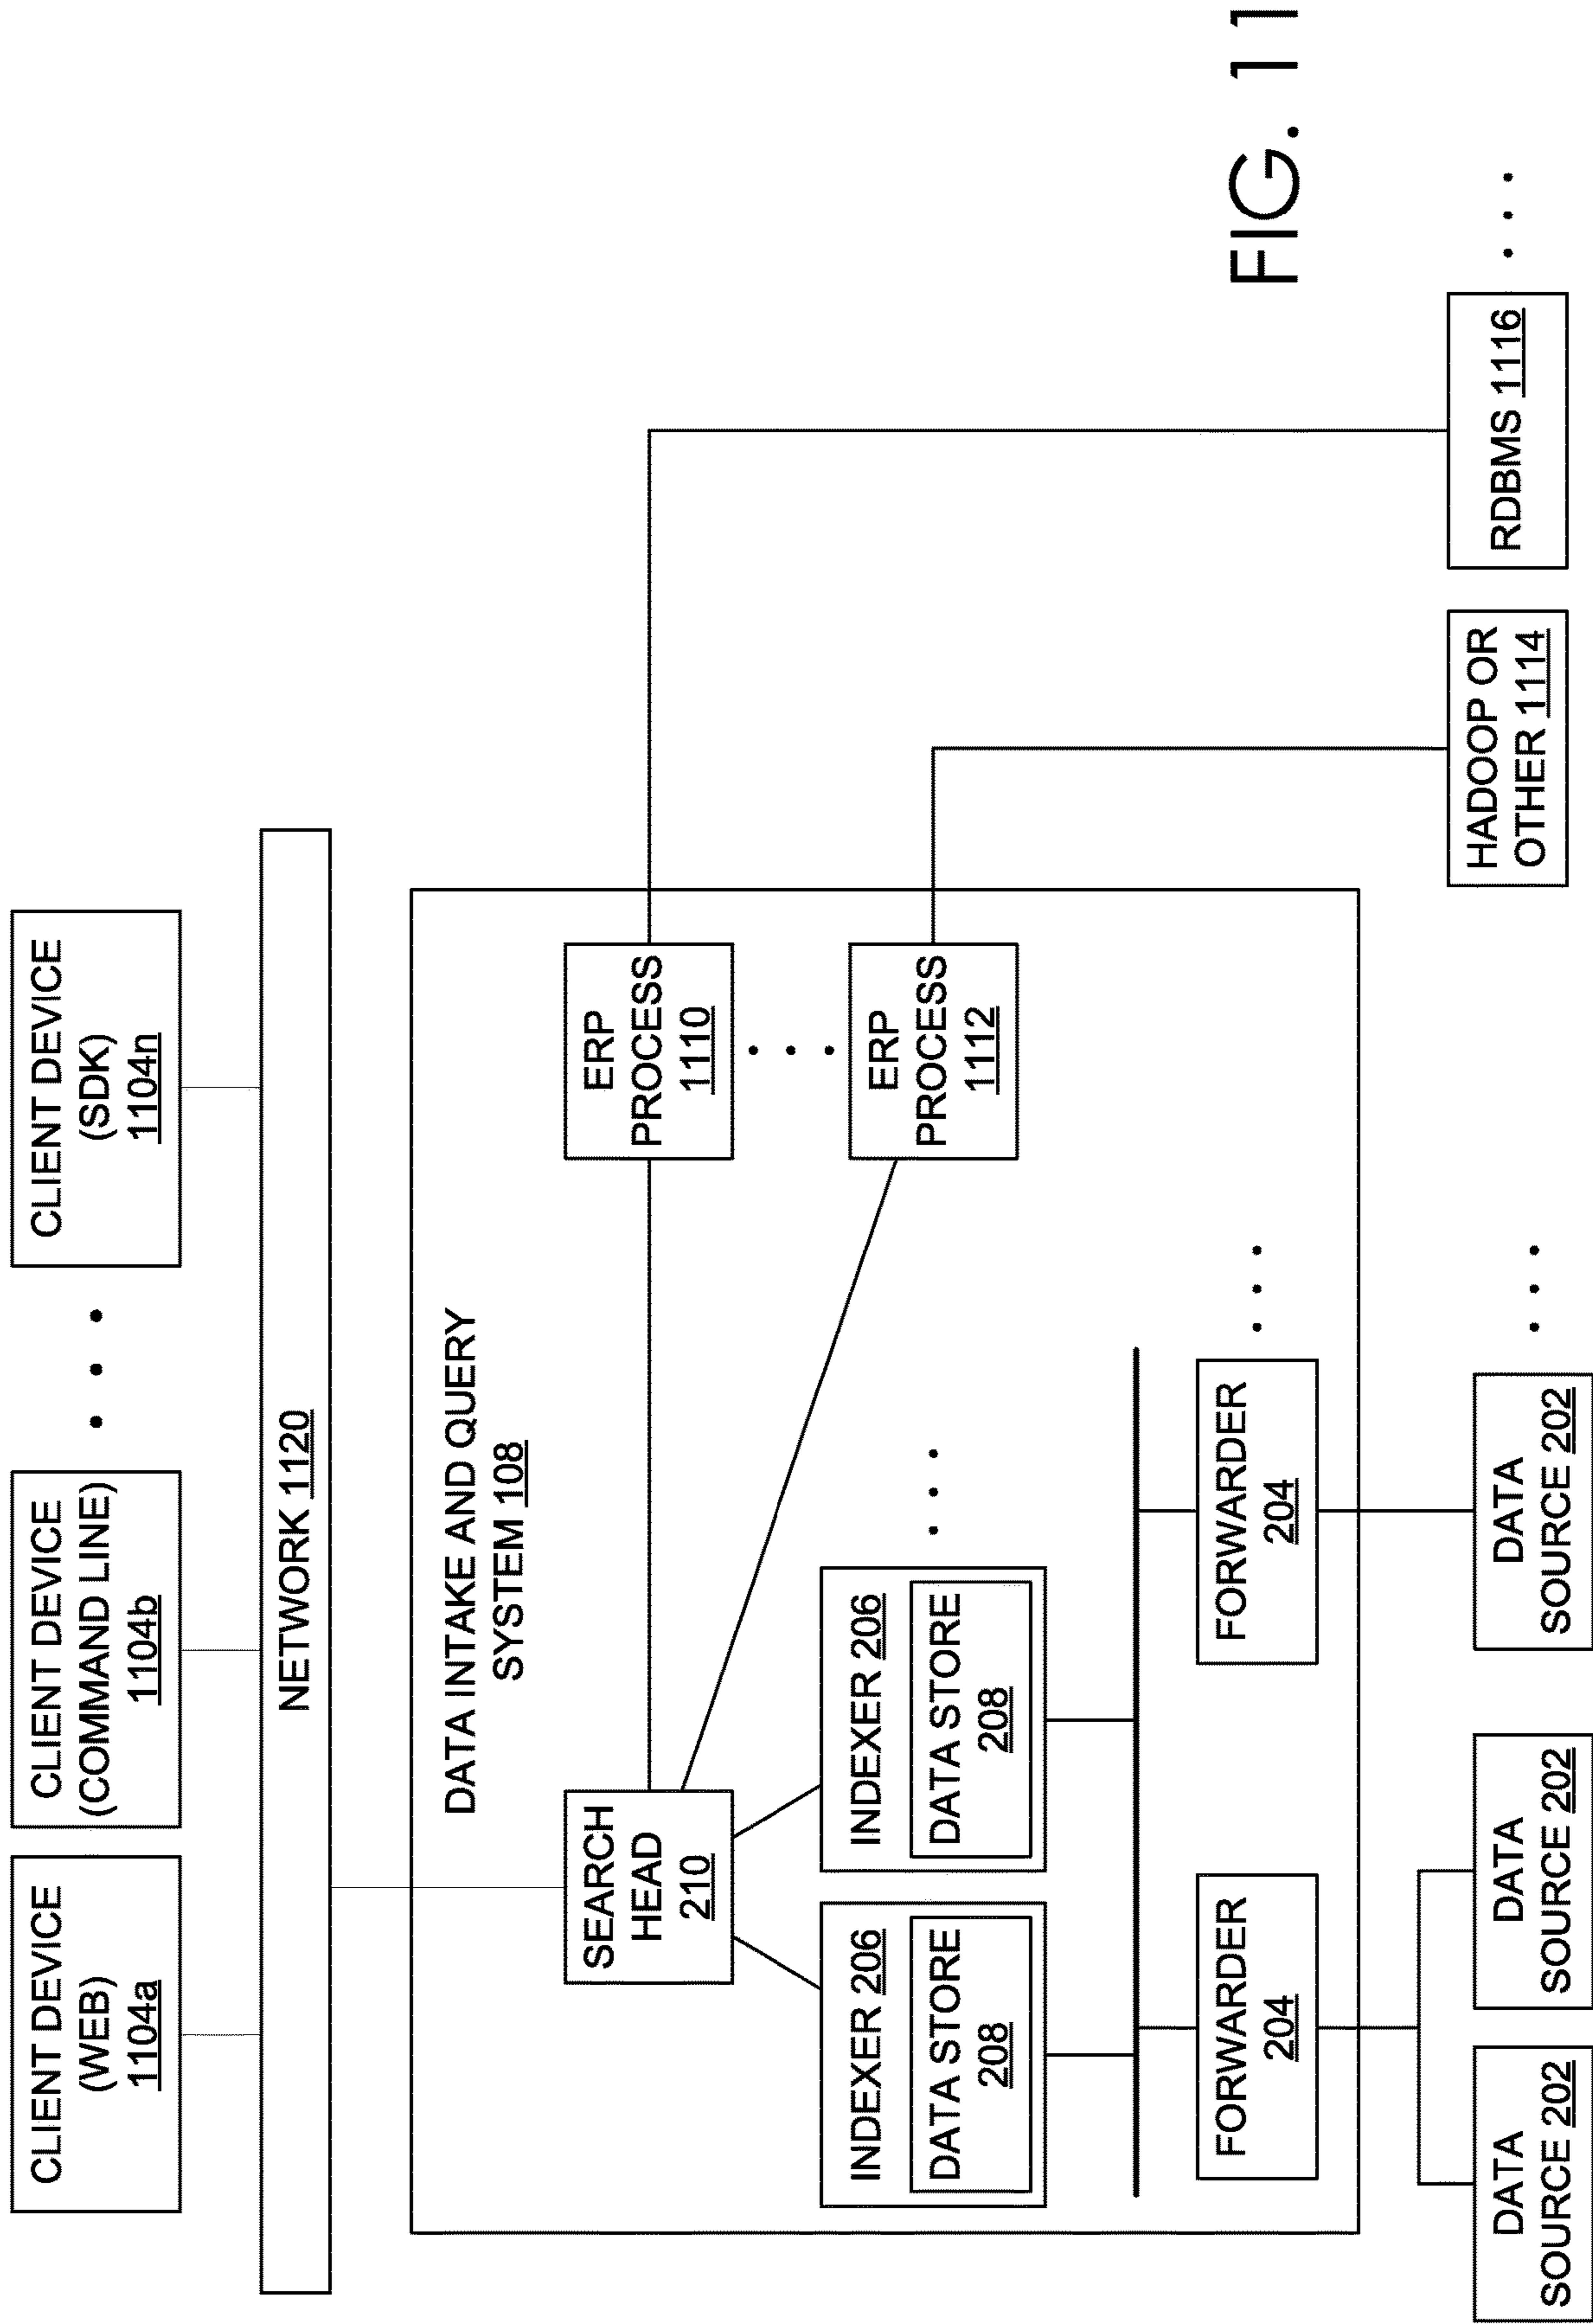 CLIENT DEVICE
(WEB)
1104a
CLIENT DEVICE
(COMMAND LINE)
1104b
CLIENT DEVICE
(SDK)
1104n
NETWORK 1120
DATA INTAKE AND QUERY
SYSTEM 108
SEARCH
HEAD
210
ERP
PROCESS
1110
ERP
PROCESS
1112
INDEXER 206
DATA STORE
208
INDEXER 206
DATA STORE
208
FORWARDER
204
FORWARDER
204
DATA
SOURCE 202
DATA
SOURCE 202
DATA
SOURCE 202
HADOOP OR
OTHER 1114
RDBMS 1116
FIG. 11